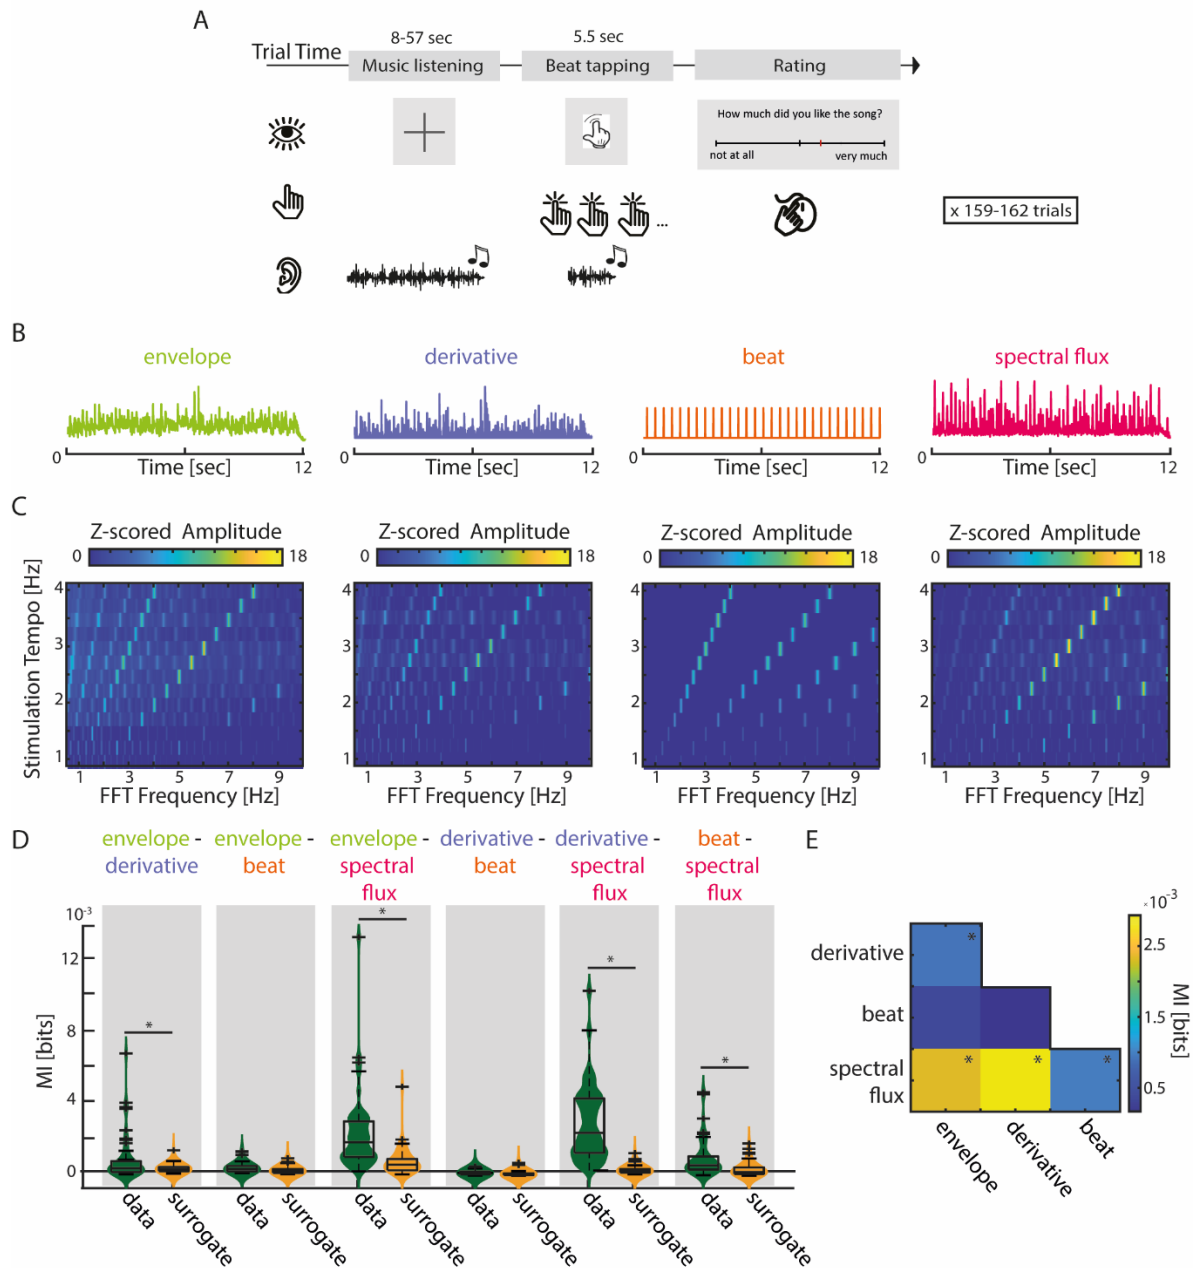 A
8-57 sec
5.5 sec
Trial Time
Music listening
Beat tapping
Rating
How much did you like the song?
not at all
very much
...
x 159-162 trials
B
envelope
derivative
beat
spectral flux
0
Time [sec]
12
0
Time [sec]
12
0
Time [sec]
12
0
Time [sec]
12
C
Z-scored Amplitude
0
18
Z-scored Amplitude
0
18
Z-scored Amplitude
0
18
Z-scored Amplitude
0
18
Stimulation Tempo [Hz]
4
3
2
1
1 3 5 7 9
FFT Frequency [Hz]
4
3
2
1
1 3 5 7 9
FFT Frequency [Hz]
4
3
2
1
1 3 5 7 9
FFT Frequency [Hz]
4
3
2
1
1 3 5 7 9
FFT Frequency [Hz]
D
envelope -
derivative
envelope -
beat
envelope -
spectral
flux
derivative -
beat
derivative -
spectral
flux
beat -
spectral
flux
10-3
12
8
4
0
MI [bits]
*
*
*
*
data
surrogate
data
surrogate
data
surrogate
data
surrogate
data
surrogate
data
surrogate
E
derivative
beat
spectral
flux
envelope
derivative
beat
*
*
*
*
×10-3
2.5
1.5
0.5
MI [bits]